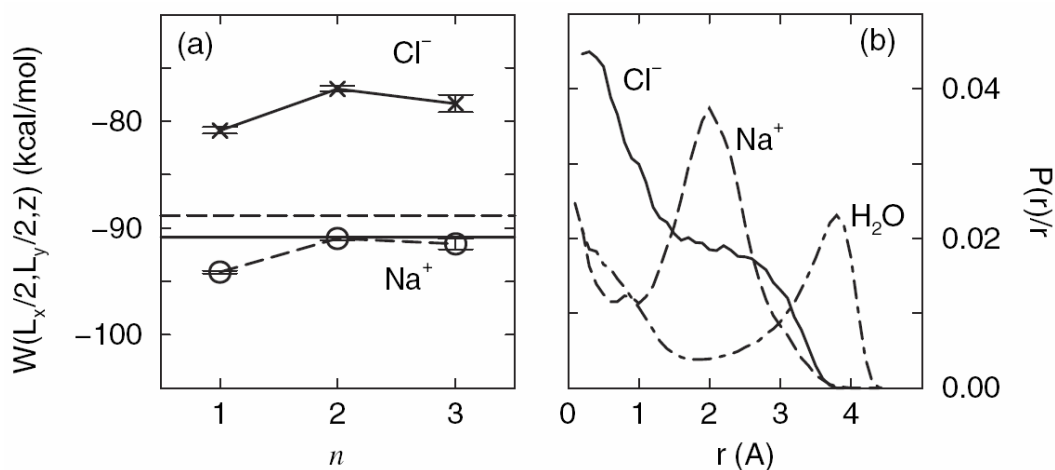 (a)
Cl⁻
Na⁺
W(Lₓ/2,Lᵧ/2,z) (kcal/mol)
−80
−90
−100
1 2 3
n
(b)
Cl⁻
Na⁺
H₂O
0.04
0.02
0.00
P(r)/r
0 1 2 3 4
r (A)